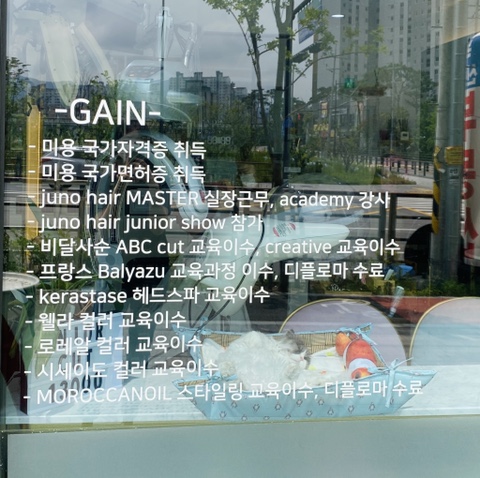 -GAIN-
- 미용 국가자격증 취득
- 미용 국가면허증 취득
- juno hair MASTER 실장근무, academy 강사
- juno hair junior show 참가
- 비달사순 ABC cut 교육이수, creative 교육이수
- 프랑스 Balyazu 교육과정 이수, 디플로마 수료
- kerastase 헤드스파 교육이수
- 웰라 컬러 교육이수
- 로레알 컬러 교육이수
- 시세이도 컬러 교육이수
- MOROCCANOIL 스타일링 교육이수, 디플로마 수료